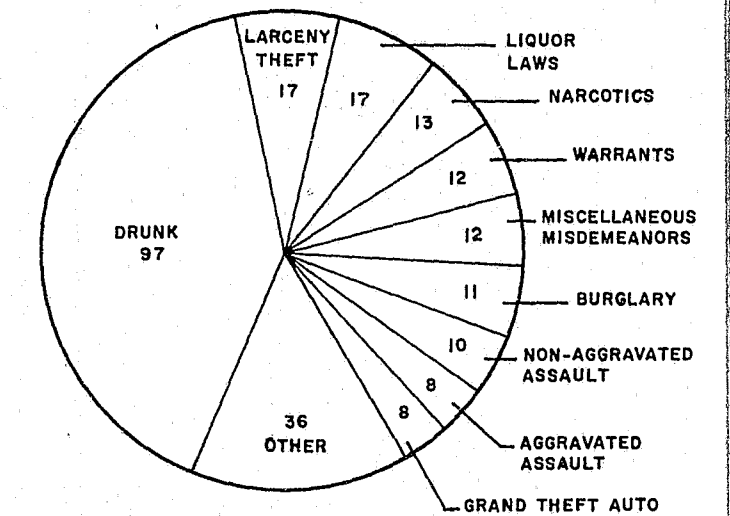 LARCENY
THEFT
17
17
LIQUOR
LAWS
13
NARCOTICS
12
WARRANTS
12
MISCELLANEOUS
MISDEMEANORS
11
BURGLARY
10
NON-AGGRAVATED
ASSAULT
8
AGGRAVATED
ASSAULT
8
GRAND THEFT AUTO
36
OTHER
DRUNK
97